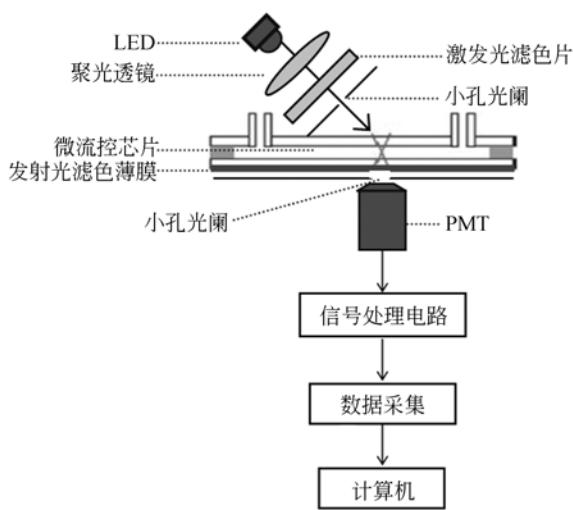 LED
激发光滤色片
聚光透镜
小孔光阑
微流控芯片
发射光滤色薄膜
小孔光阑
PMT
信号处理电路
数据采集
计算机